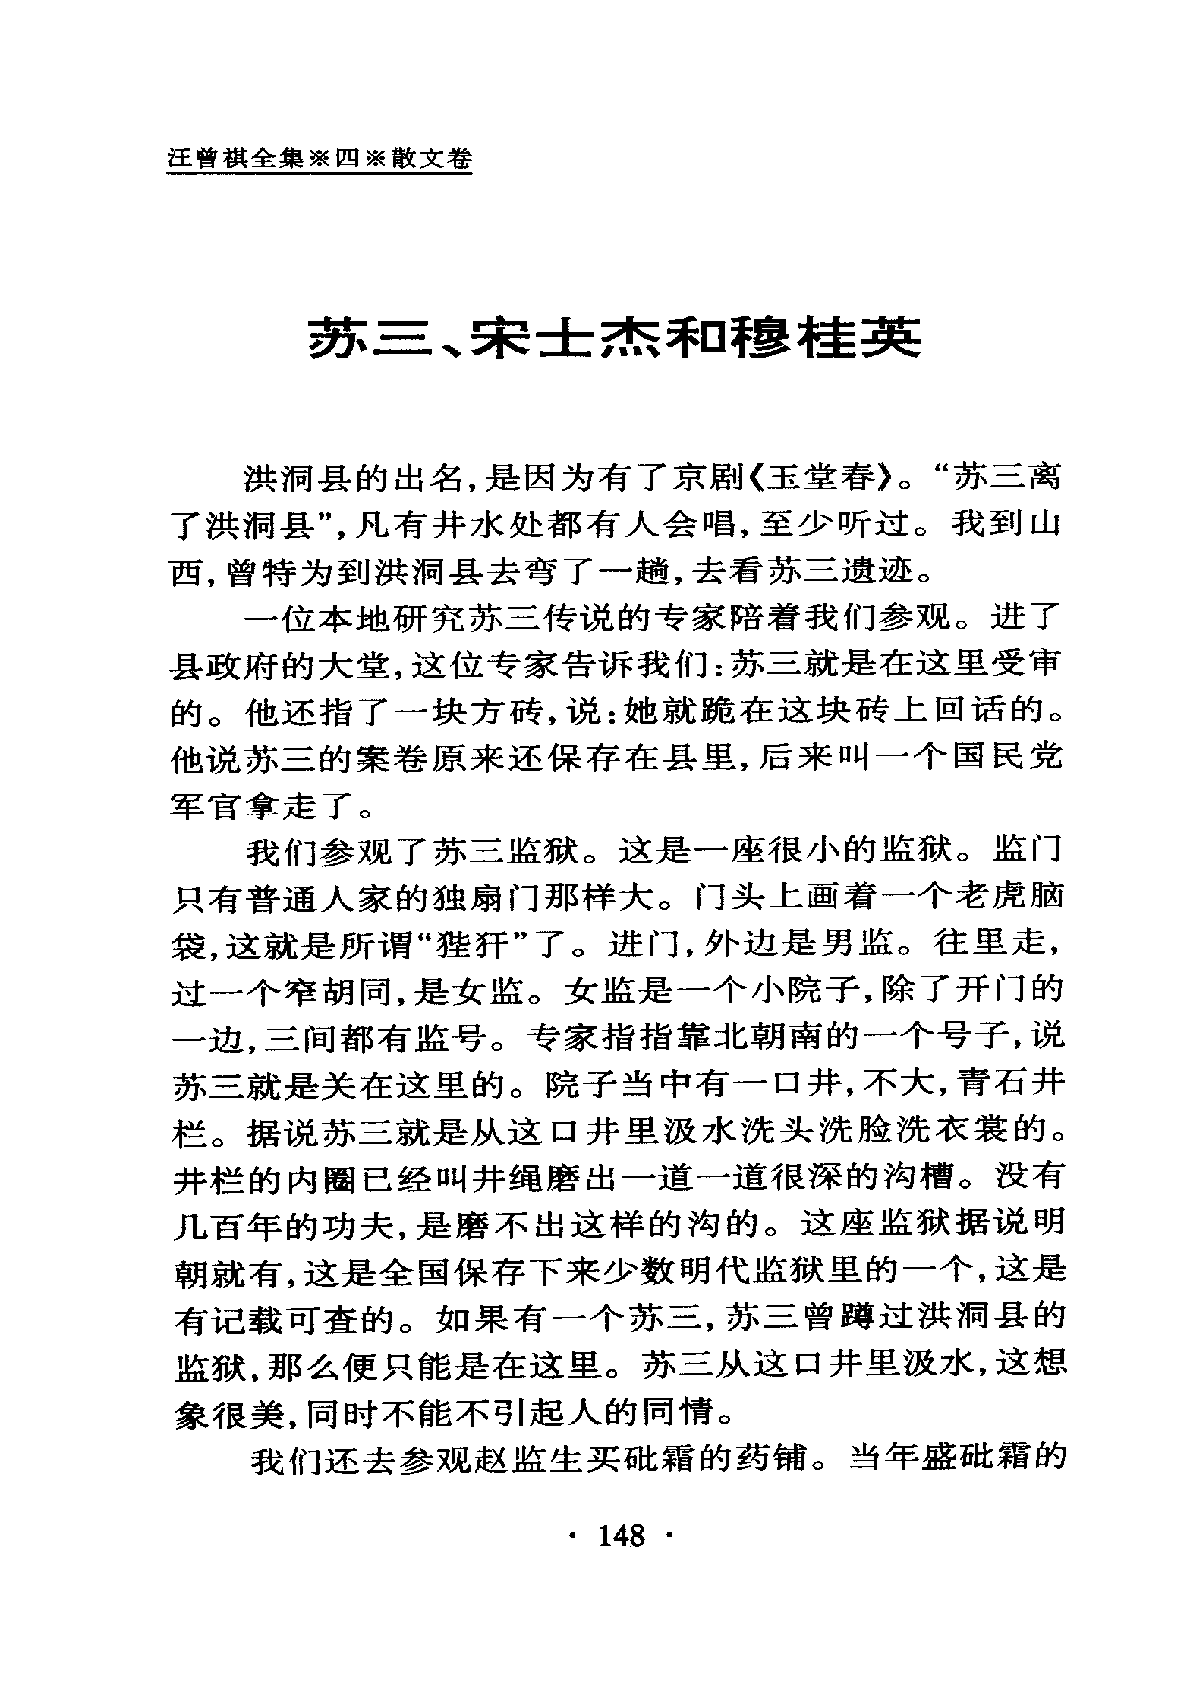 汪曾祺全集※四※散文卷
苏三、宋士杰和穆桂英
洪洞县的出名,是因为有了京剧《玉堂春》。“苏三离
了洪洞县”,凡有井水处都有人会唱,至少听过。我到山
西,曾特为到洪洞县去弯了一趟,去看苏三遗迹。
一位本地研究苏三传说的专家陪着我们参观。进了
县政府的大堂,这位专家告诉我们:苏三就是在这里受审
的。他还指了一块方砖,说:她就跪在这块砖上回话的。
他说苏三的案卷原来还保存在县里,后来叫一个国民党
军官拿走了。
我们参观了苏三监狱。这是一座很小的监狱。监门
只有普通人家的独扇门那样大。门头上画着一个老虎脑
袋,这就是所谓“狴犴”了。进门,外边是男监。往里走,
过一个窄胡同,是女监。女监是一个小院子,除了开门的
一边,三间都有监号。专家指指靠北朝南的一个号子,说
苏三就是关在这里的。院子当中有一口井,不大,青石井
栏。据说苏三就是从这口井里汲水洗头洗脸洗衣裳的。
井栏的内圈已经叫井绳磨出一道一道很深的沟槽。没有
几百年的功夫,是磨不出这样的沟的。这座监狱据说明
朝就有,这是全国保存下来少数明代监狱里的一个,这是
有记载可查的。如果有一个苏三,苏三曾蹲过洪洞县的
监狱,那么便只能是在这里。苏三从这口井里汲水,这想
象很美,同时不能不引起人的同情。
我们还去参观赵监生买砒霜的药铺。当年盛砒霜的
· 148 ·